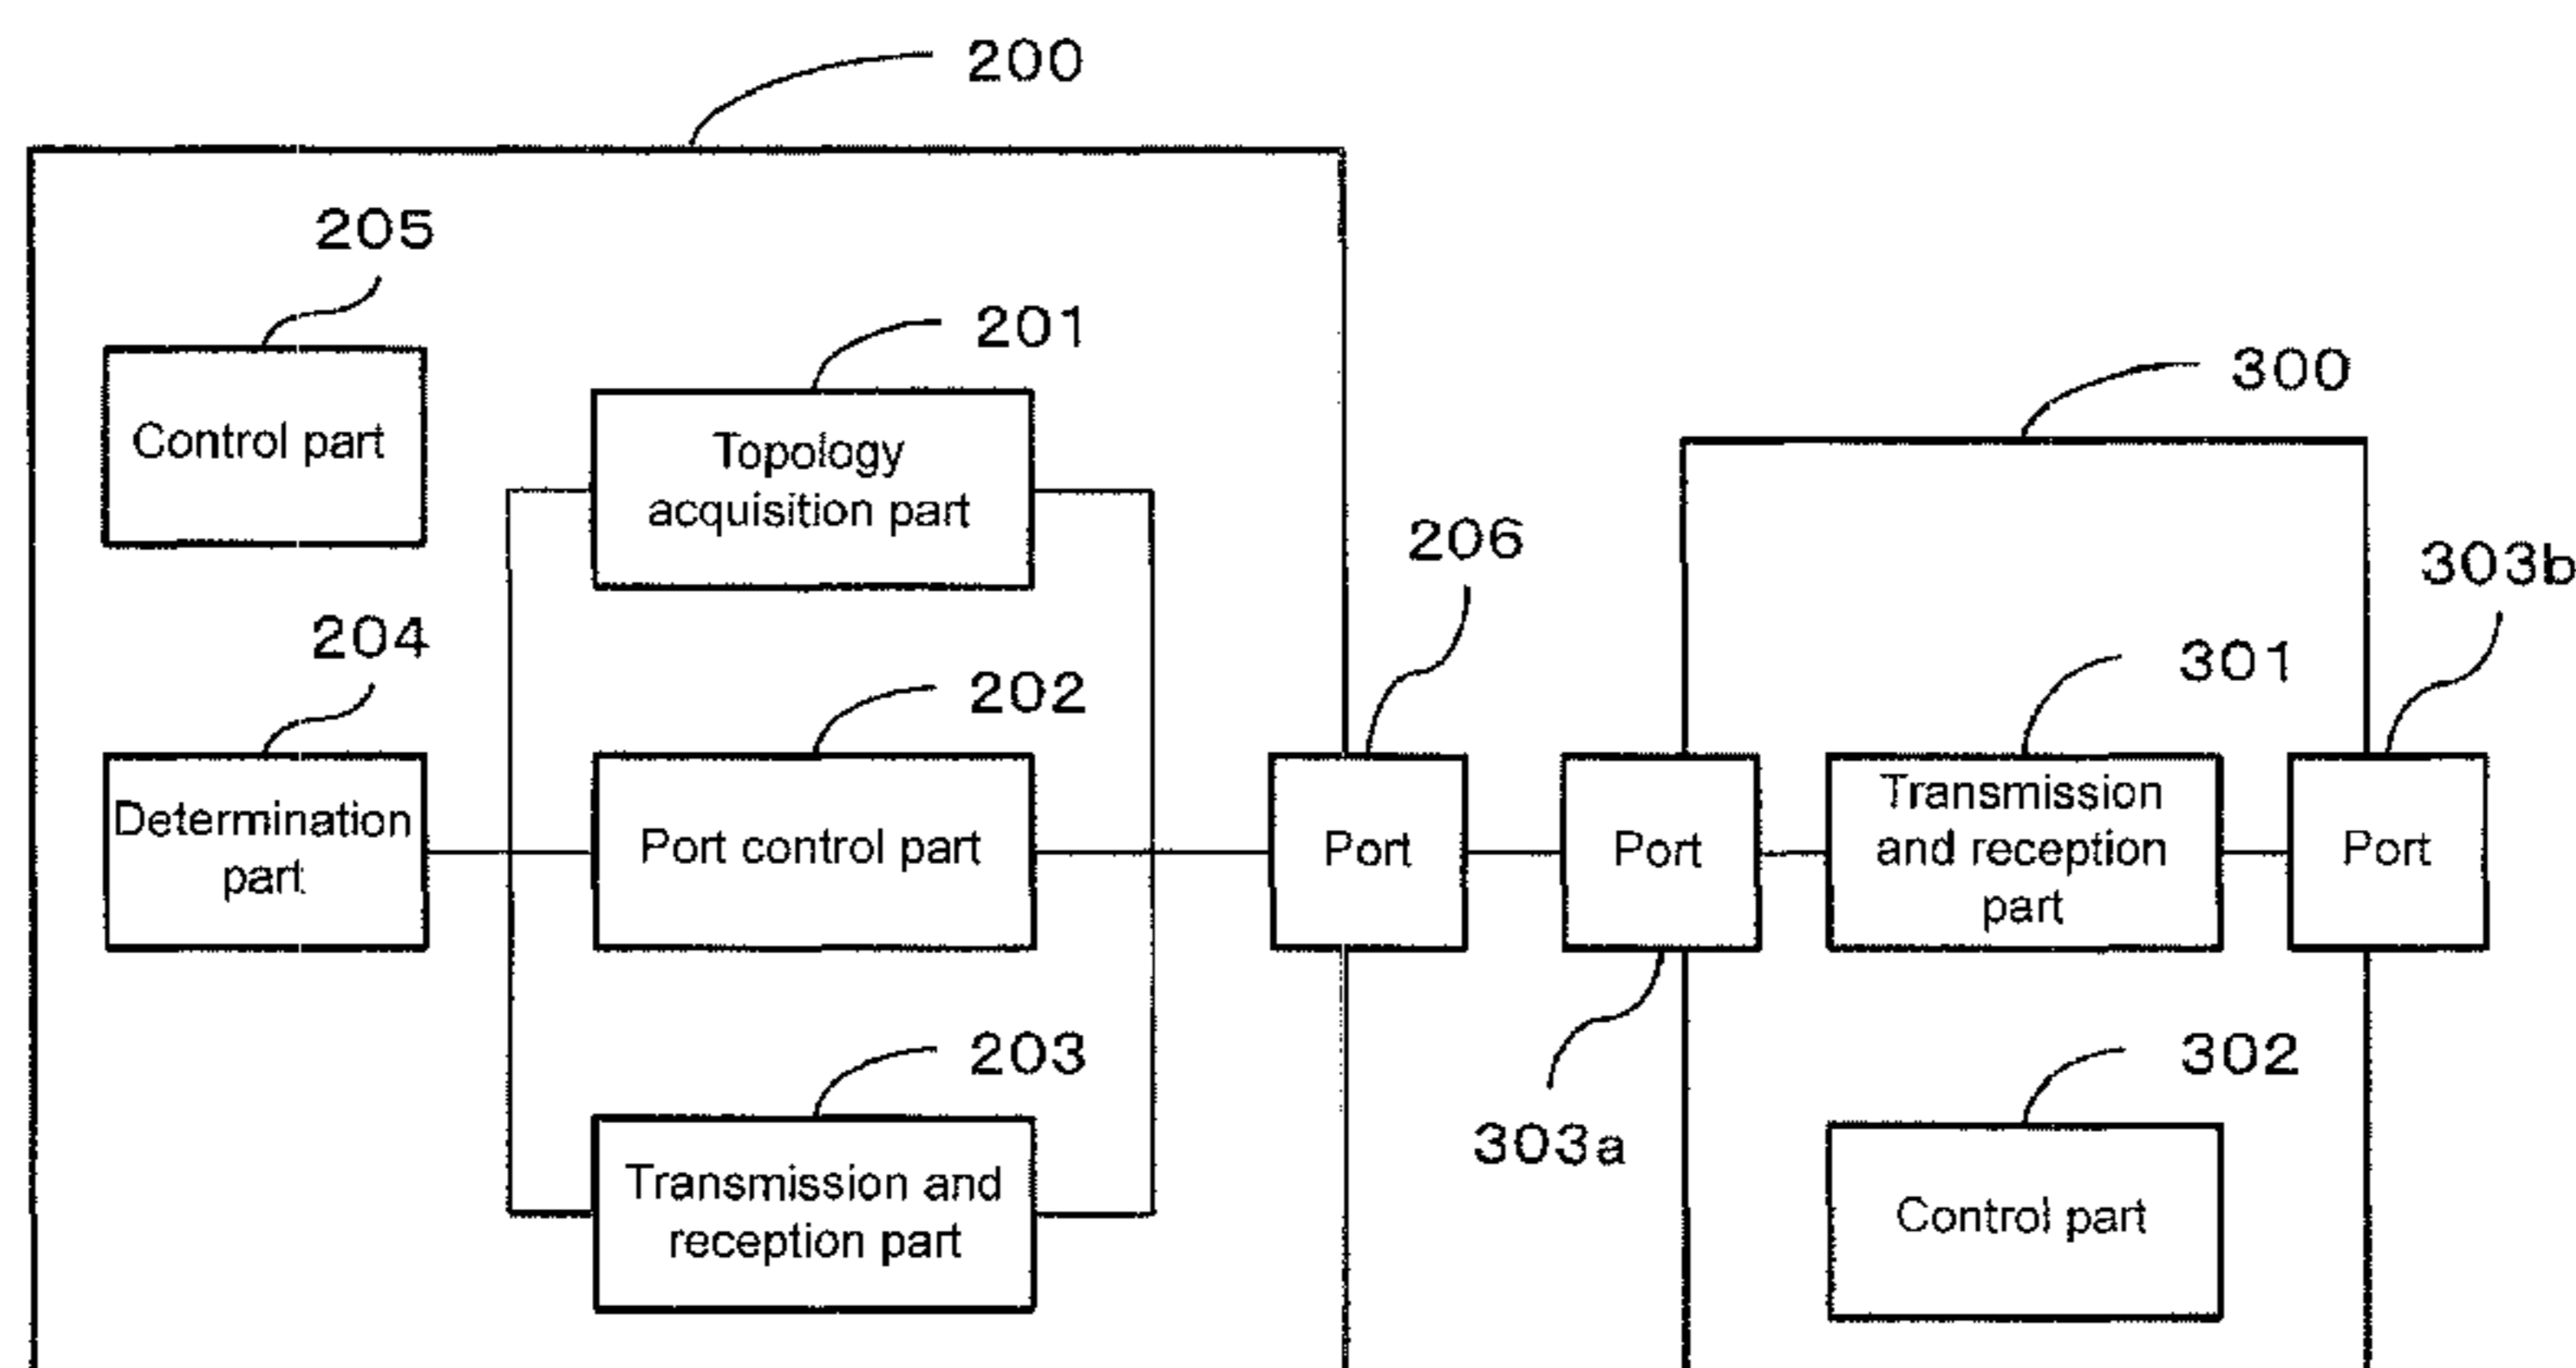 200
205
201
Control part
Topology
acquisition part
300
206
303b
204
202
301
Determination
part
Port control part
Port
Port
Transmission
and reception
part
Port
203
303a
302
Transmission and
reception part
Control part